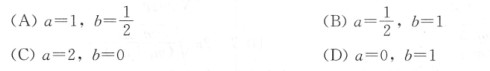 (A) a=1, b=1/2 (B) a=1/2, b=1
(C) a=2, b=0 (D) a=0, b=1